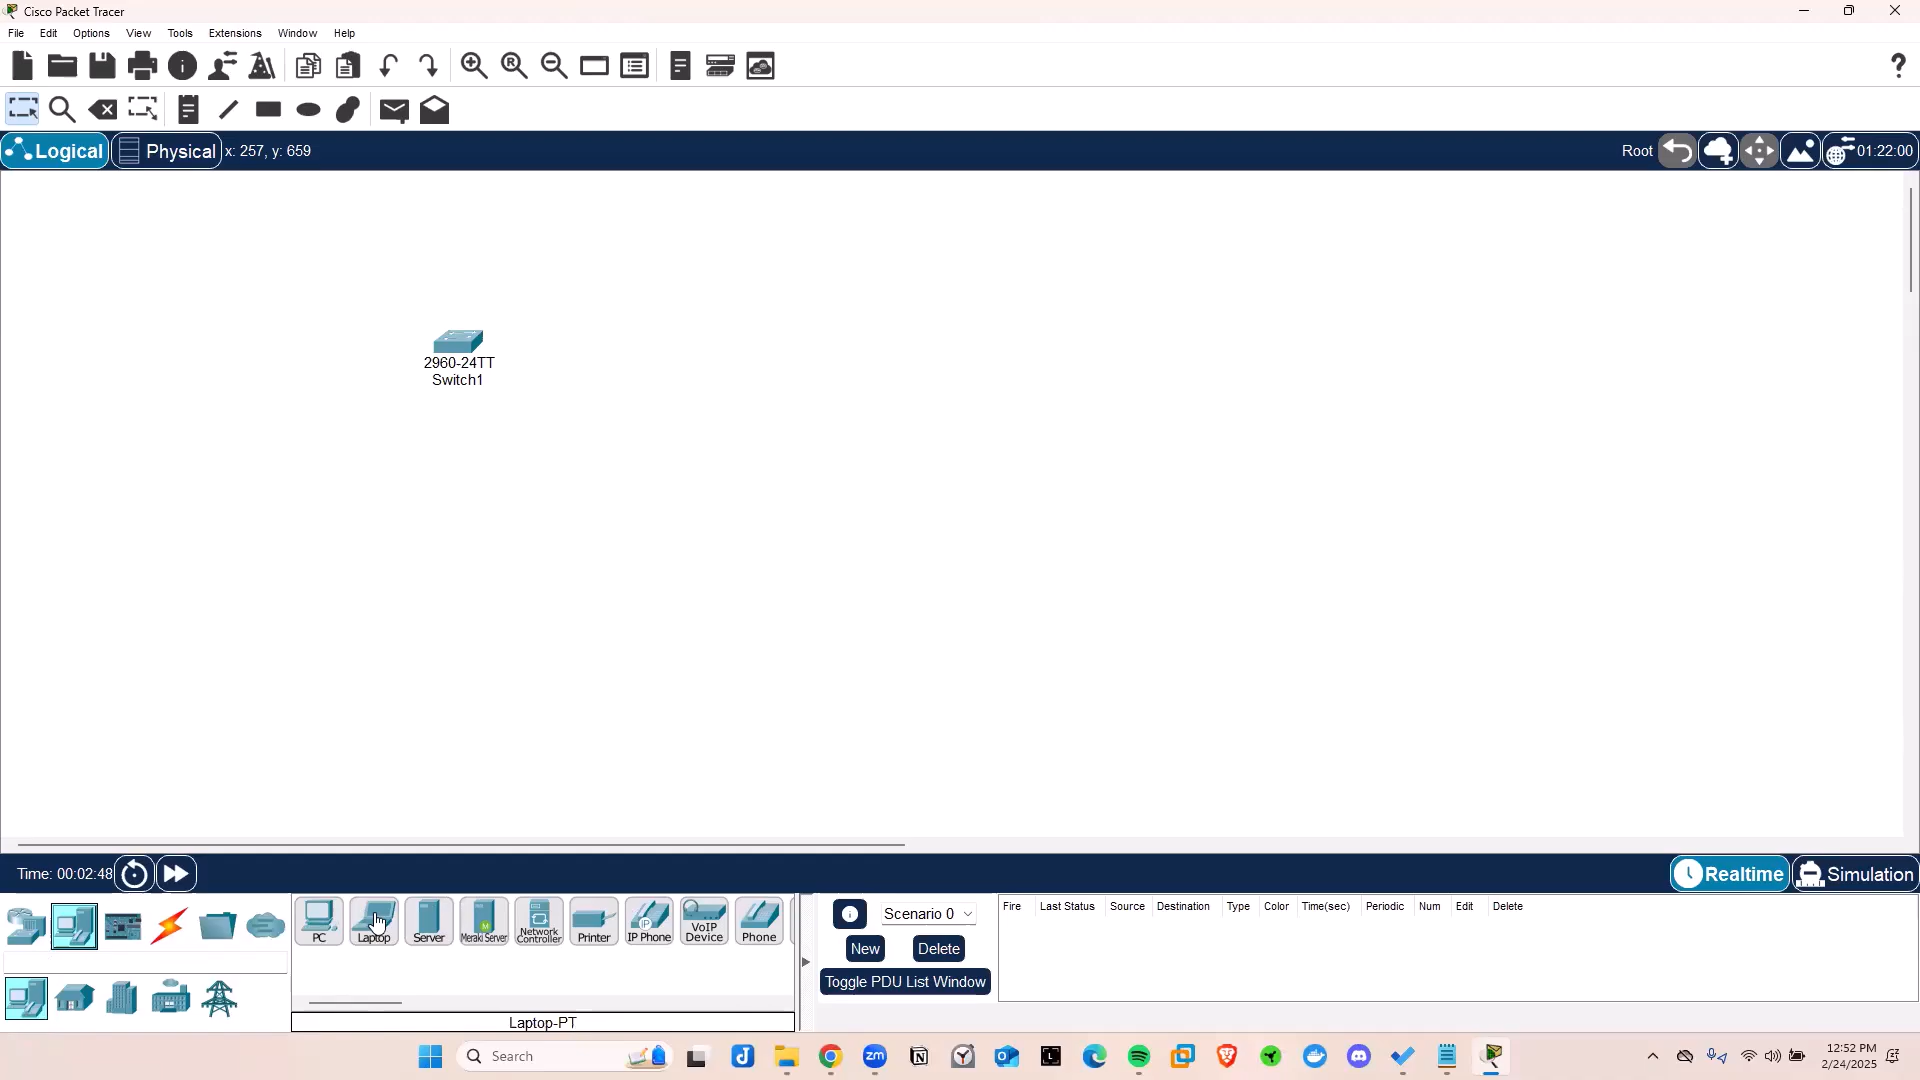 Cisco Packet Tracer
File Edit Options View Tools Extensions Window Help
Logical Physical x: 257, y: 659 Root 01:22:00
2960-24TT
Switch1
Time: 00:02:48 Realtime Simulation
PC Laptop Server Meraki Server Network Controller Printer IP Phone VoIP Device Phone
Laptop-PT
Scenario 0
New Delete
Toggle PDU List Window
Fire Last Status Source Destination Type Color Time(sec) Periodic Num Edit Delete
Search
12:52 PM
2/24/2025